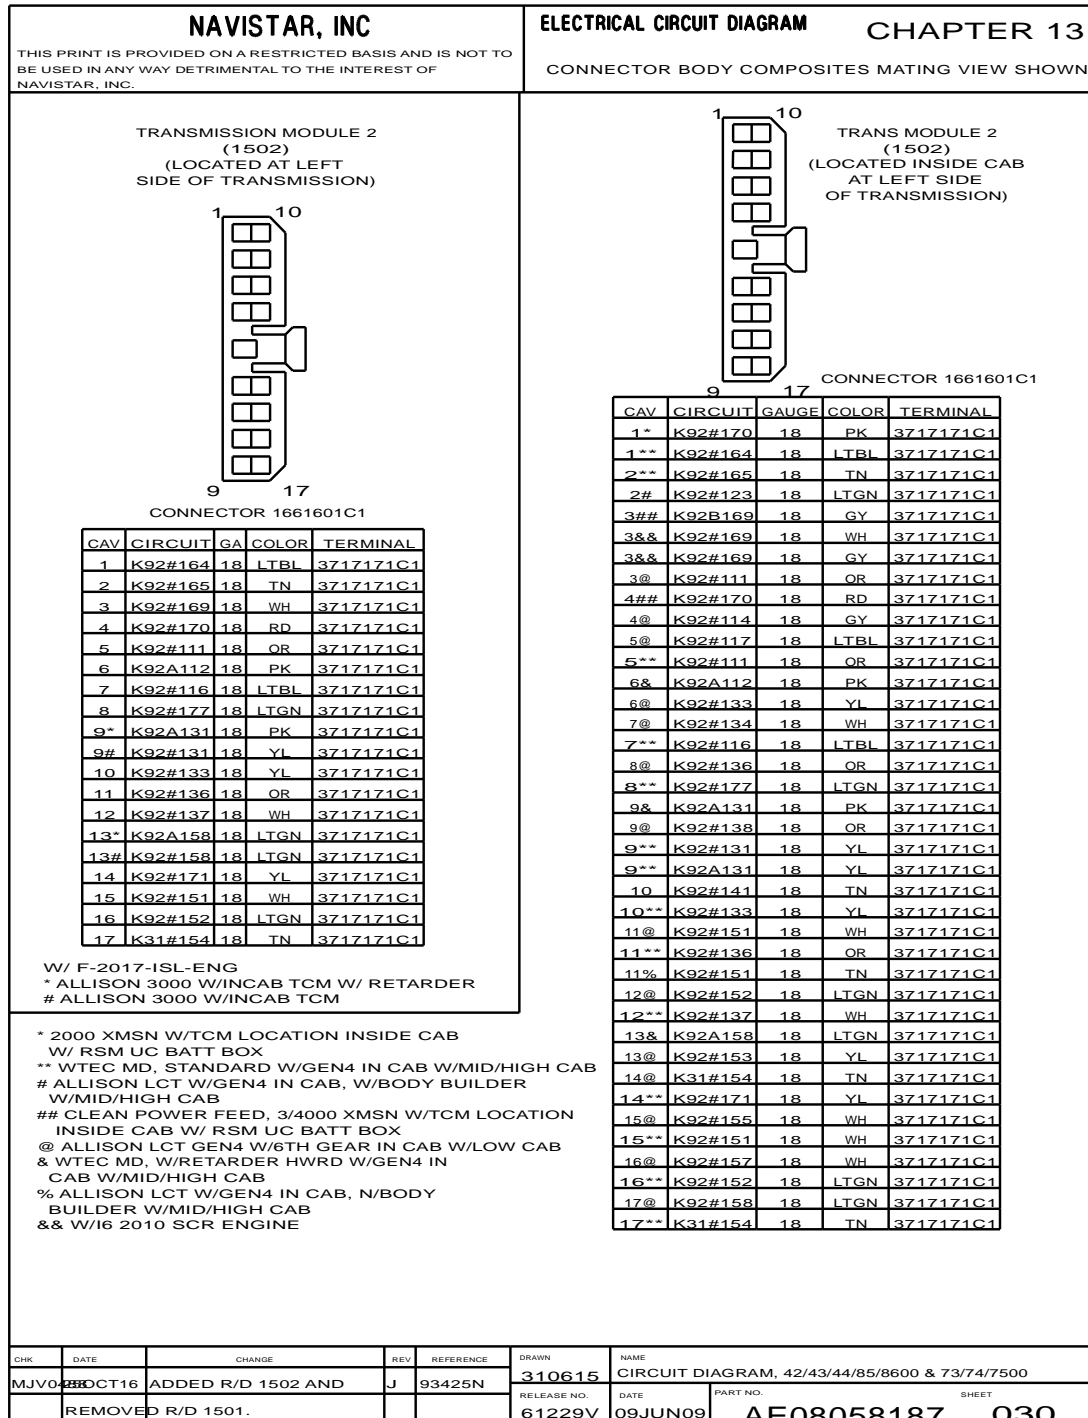 NAVISTAR, INC
THIS PRINT IS PROVIDED ON A RESTRICTED BASIS AND IS NOT TO
BE USED IN ANY WAY DETRIMENTAL TO THE INTEREST OF
NAVISTAR, INC.
ELECTRICAL CIRCUIT DIAGRAM CHAPTER 13
CONNECTOR BODY COMPOSITES MATING VIEW SHOWN
TRANSMISSION MODULE 2
(1502)
(LOCATED AT LEFT
SIDE OF TRANSMISSION)
1 10
9 17
CONNECTOR 1661601C1
CAV CIRCUIT GA COLOR TERMINAL
1 K92#164 18 LTBL 3717171C1
2 K92#165 18 TN 3717171C1
3 K92#169 18 WH 3717171C1
4 K92#170 18 RD 3717171C1
5 K92#111 18 OR 3717171C1
6 K92A112 18 PK 3717171C1
7 K92#116 18 LTBL 3717171C1
8 K92#177 18 LTGN 3717171C1
9* K92A131 18 PK 3717171C1
9# K92#131 18 YL 3717171C1
10 K92#133 18 YL 3717171C1
11 K92#136 18 OR 3717171C1
12 K92#137 18 WH 3717171C1
13* K92A158 18 LTGN 3717171C1
13# K92#158 18 LTGN 3717171C1
14 K92#171 18 YL 3717171C1
15 K92#151 18 WH 3717171C1
16 K92#152 18 LTGN 3717171C1
17 K31#154 18 TN 3717171C1
W/ F-2017-ISL-ENG
* ALLISON 3000 W/INCAB TCM W/ RETARDER
# ALLISON 3000 W/INCAB TCM
* 2000 XMSN W/TCM LOCATION INSIDE CAB
W/ RSM UC BATT BOX
** WTEC MD, STANDARD W/GEN4 IN CAB W/MID/HIGH CAB
# ALLISON LCT W/GEN4 IN CAB, W/BODY BUILDER
W/MID/HIGH CAB
## CLEAN POWER FEED, 3/4000 XMSN W/TCM LOCATION
INSIDE CAB W/ RSM UC BATT BOX
@ ALLISON LCT GEN4 W/6TH GEAR IN CAB W/LOW CAB
& WTEC MD, W/RETARDER HWRD W/GEN4 IN
CAB W/MID/HIGH CAB
% ALLISON LCT W/GEN4 IN CAB, N/BODY
BUILDER W/MID/HIGH CAB
&& W/I6 2010 SCR ENGINE
1 10
TRANS MODULE 2
(1502)
(LOCATED INSIDE CAB
AT LEFT SIDE
OF TRANSMISSION)
CONNECTOR 1661601C1
9 17
CAV CIRCUIT GAUGE COLOR TERMINAL
1* K92#170 18 PK 3717171C1
1** K92#164 18 LTBL 3717171C1
2** K92#165 18 TN 3717171C1
2# K92#123 18 LTGN 3717171C1
3## K92B169 18 GY 3717171C1
3&& K92#169 18 WH 3717171C1
3&& K92#169 18 GY 3717171C1
3@ K92#111 18 OR 3717171C1
4## K92#170 18 RD 3717171C1
4@ K92#114 18 GY 3717171C1
5@ K92#117 18 LTBL 3717171C1
5** K92#111 18 OR 3717171C1
6& K92A112 18 PK 3717171C1
6@ K92#133 18 YL 3717171C1
7@ K92#134 18 WH 3717171C1
7** K92#116 18 LTBL 3717171C1
8@ K92#136 18 OR 3717171C1
8** K92#177 18 LTGN 3717171C1
9& K92A131 18 PK 3717171C1
9@ K92#138 18 OR 3717171C1
9** K92#131 18 YL 3717171C1
9** K92A131 18 YL 3717171C1
10 K92#141 18 TN 3717171C1
10** K92#133 18 YL 3717171C1
11@ K92#151 18 WH 3717171C1
11** K92#136 18 OR 3717171C1
11% K92#151 18 TN 3717171C1
12@ K92#152 18 LTGN 3717171C1
12** K92#137 18 WH 3717171C1
13& K92A158 18 LTGN 3717171C1
13@ K92#153 18 YL 3717171C1
14@ K31#154 18 TN 3717171C1
14** K92#171 18 YL 3717171C1
15@ K92#155 18 WH 3717171C1
15** K92#151 18 WH 3717171C1
16@ K92#157 18 WH 3717171C1
16** K92#152 18 LTGN 3717171C1
17@ K92#158 18 LTGN 3717171C1
17** K31#154 18 TN 3717171C1
CHK DATE CHANGE REV REFERENCE
ADDED R/D 1502 AND J 93425N
REMOVED R/D 1501.
DRAWN
310615
NAME
CIRCUIT DIAGRAM, 42/43/44/85/8600 & 73/74/7500
RELEASE NO. DATE PART NO. SHEET
61229V 09JUN09 AE08058187 030